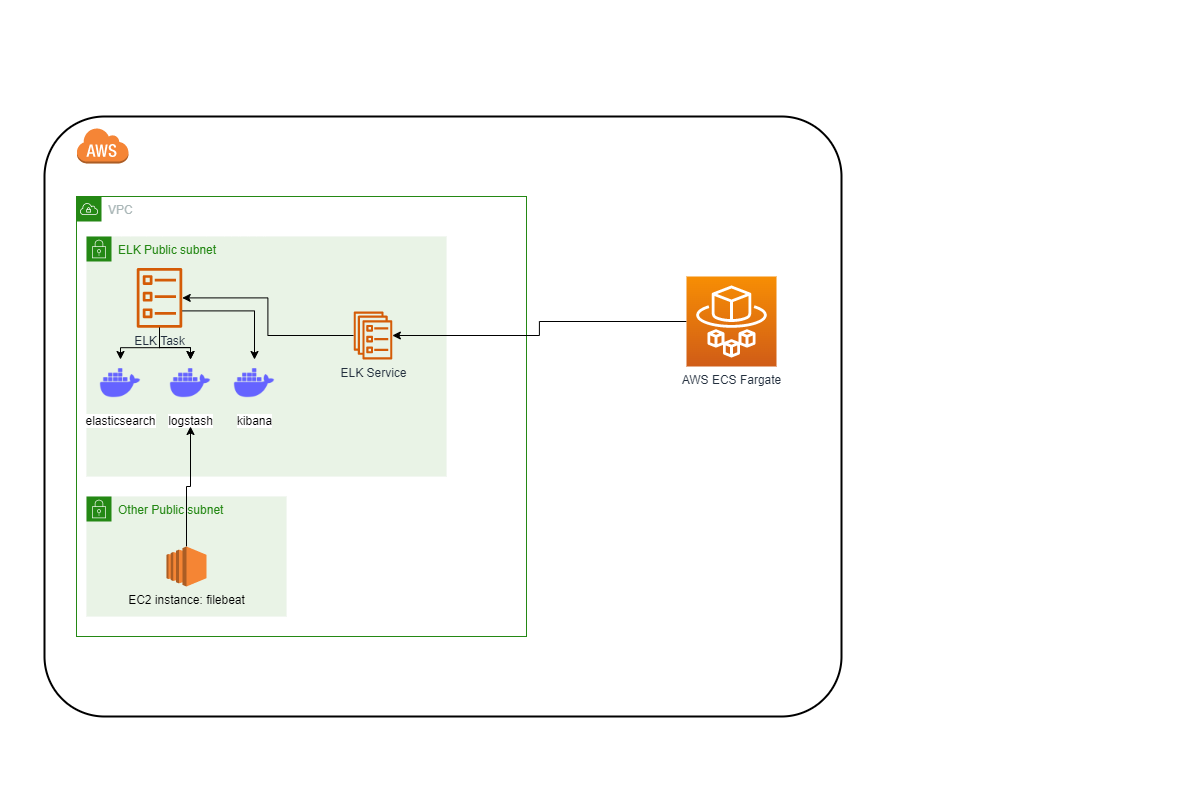 AWS
VPC
ELK Public subnet
ELK Task
ELK Service
AWS ECS Fargate
elasticsearch
logstash
kibana
Other Public subnet
EC2 instance: filebeat